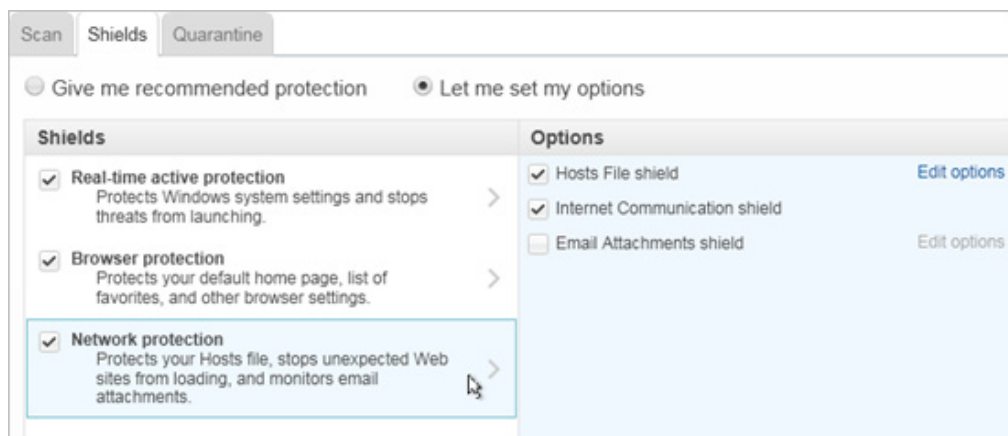 Scan Shields Quarantine
Give me recommended protection Let me set my options
Shields
Real-time active protection
Protects Windows system settings and stops
threats from launching.
Browser protection
Protects your default home page, list of
favorites, and other browser settings.
Network protection
Protects your Hosts file, stops unexpected Web
sites from loading, and monitors email
attachments.
Options
Hosts File shield Edit options
Internet Communication shield
Email Attachments shield Edit options